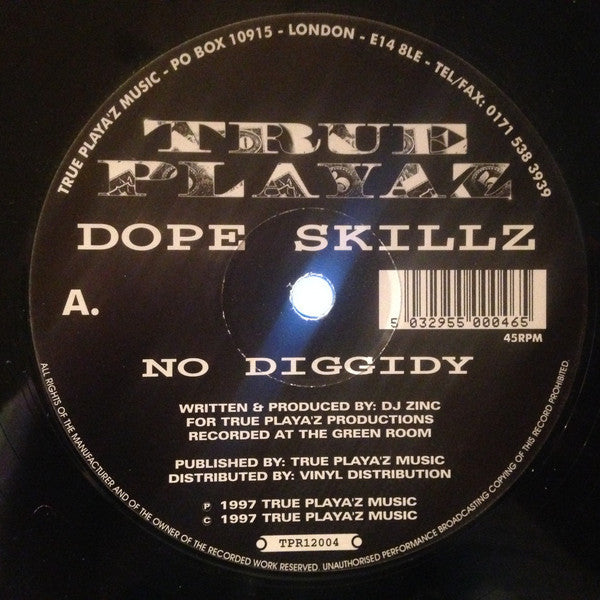 TRUE PLAYA'Z MUSIC - PO BOX 10915 - LONDON - E14 8LE - TEL/FAX: 0171 538 3939
TRUE
PLAYAZ
DOPE SKILLZ
A.
5 032955 000465
45RPM
NO DIGGIDY
WRITTEN & PRODUCED BY: DJ ZINC
FOR TRUE PLAYA'Z PRODUCTIONS
RECORDED AT THE GREEN ROOM
PUBLISHED BY: TRUE PLAYA'Z MUSIC
DISTRIBUTED BY: VINYL DISTRIBUTION
P 1997 TRUE PLAYA'Z MUSIC
C 1997 TRUE PLAYA'Z MUSIC
TPR12004
ALL RIGHTS OF THE MANUFACTURER AND OF THE OWNER OF THE RECORDED WORK RESERVED. UNAUTHORISED PERFORMANCE BROADCASTING COPYING OF THIS RECORD PROHIBITED.